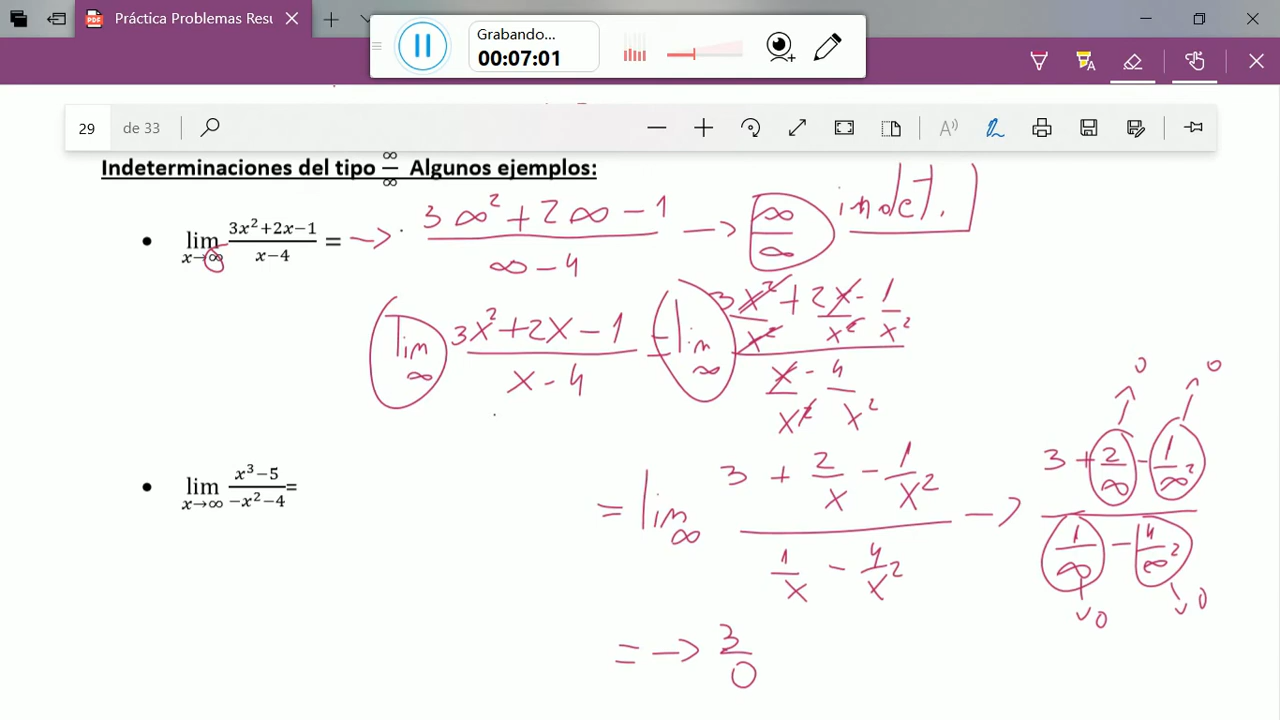 Práctica Problemas Resu
Grabando...
00:07:01
29 de 33
Indeterminaciones del tipo ∞/∞ Algunos ejemplos:
• lim x→∞ (3x²+2x−1)/(x−4) = → (3∞²+2∞−1)/(∞−4) → ∞/∞ indet.
lim ∞ (3x²+2x−1)/(x−4) = lim ∞ (3x²/x² + 2x/x² − 1/x²)/(x/x² − 4/x²)
= lim ∞ (3 + 2/x − 1/x²)/(1/x − 4/x²) → (3 + 2/∞ − 1/∞²)/(1/∞ − 4/∞²)
0 0
0 0
• lim x→∞ (x³−5)/(−x²−4) =
= → 3/0